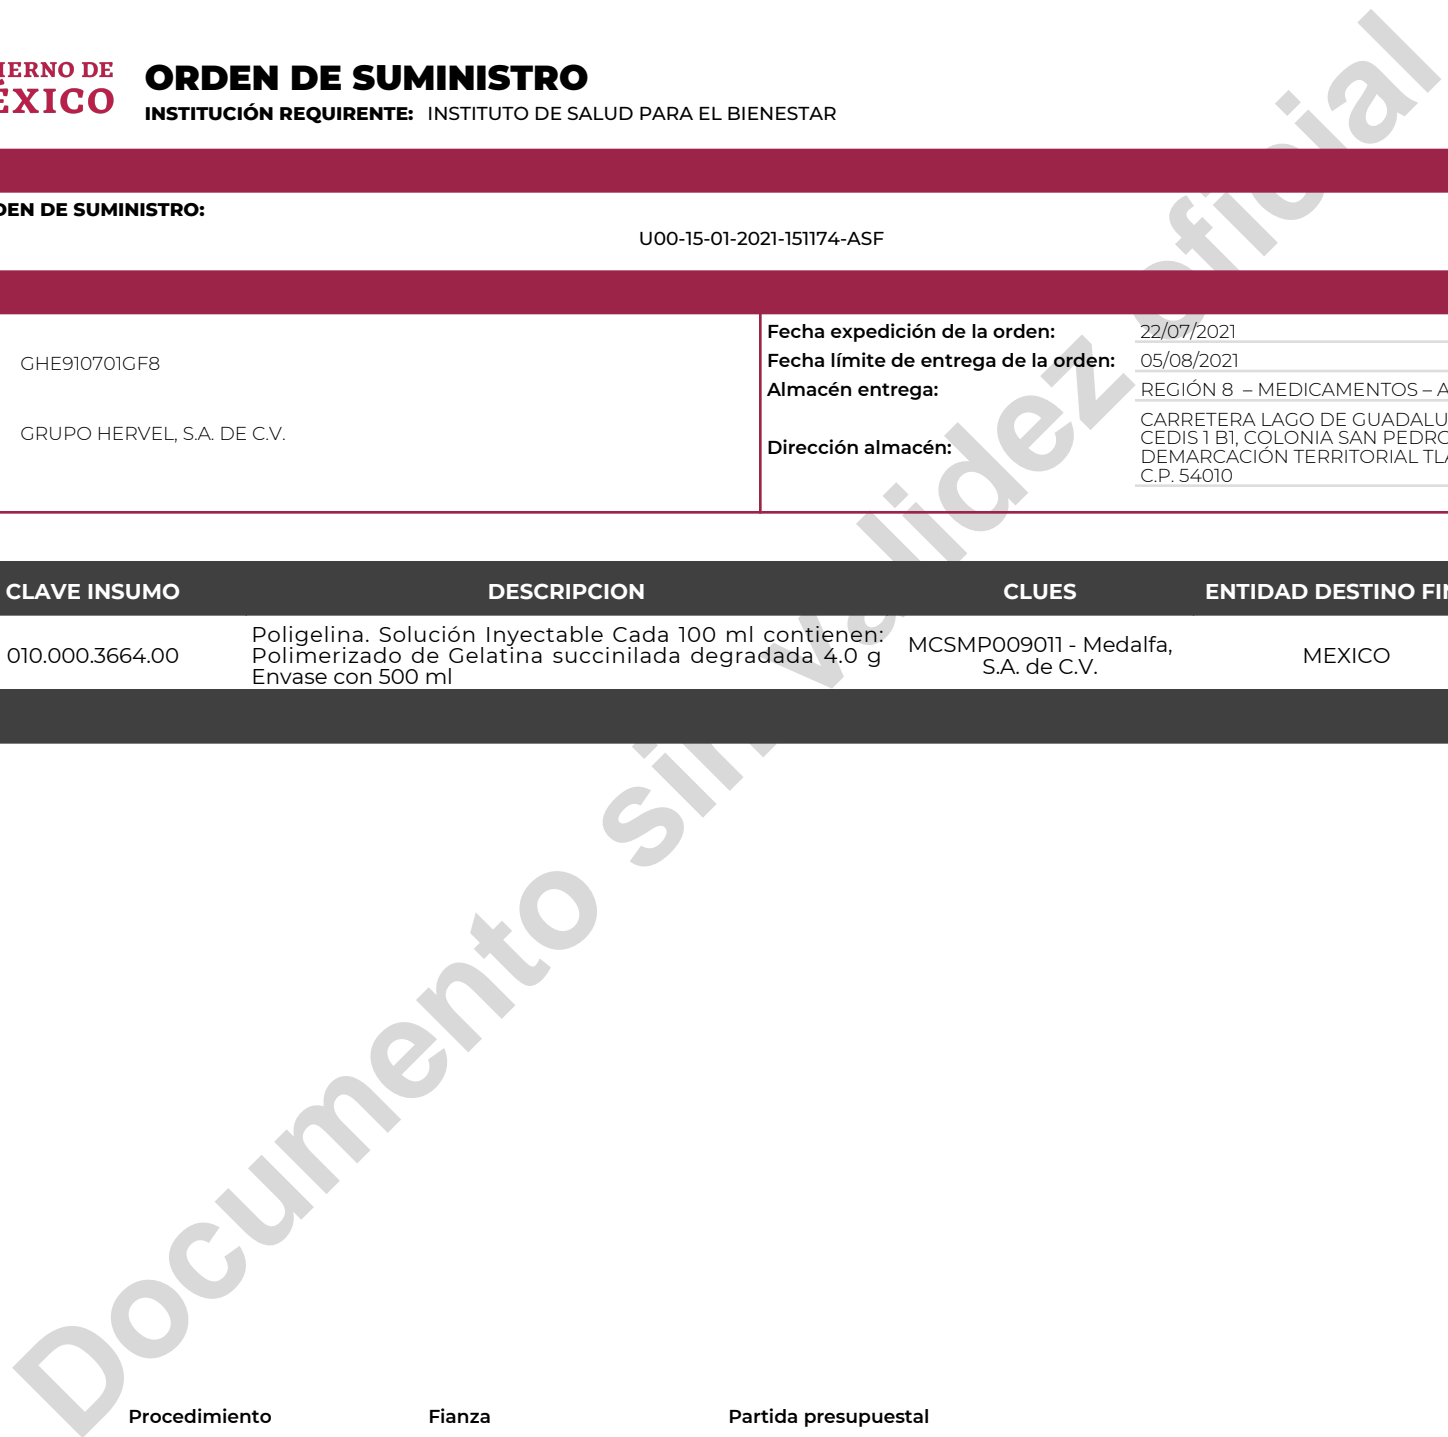 IERNO DE
ÉXICO
ORDEN DE SUMINISTRO
INSTITUCIÓN REQUIRENTE: INSTITUTO DE SALUD PARA EL BIENESTAR
DEN DE SUMINISTRO:
U00-15-01-2021-151174-ASF
GHE910701GF8
GRUPO HERVEL, S.A. DE C.V.
Fecha expedición de la orden: 22/07/2021
Fecha límite de entrega de la orden: 05/08/2021
Almacén entrega: REGIÓN 8 – MEDICAMENTOS – A
Dirección almacén:
CARRETERA LAGO DE GUADALU
CEDIS 1 B1, COLONIA SAN PEDRO
DEMARCACIÓN TERRITORIAL TLA
C.P. 54010
CLAVE INSUMO DESCRIPCION CLUES ENTIDAD DESTINO FIN
010.000.3664.00
Poligelina. Solución Inyectable Cada 100 ml contienen:
Polimerizado de Gelatina succinilada degradada 4.0 g
Envase con 500 ml
MCSMP009011 - Medalfa,
S.A. de C.V.
MEXICO
Documento sin validez oficial
Procedimiento Fianza Partida presupuestal